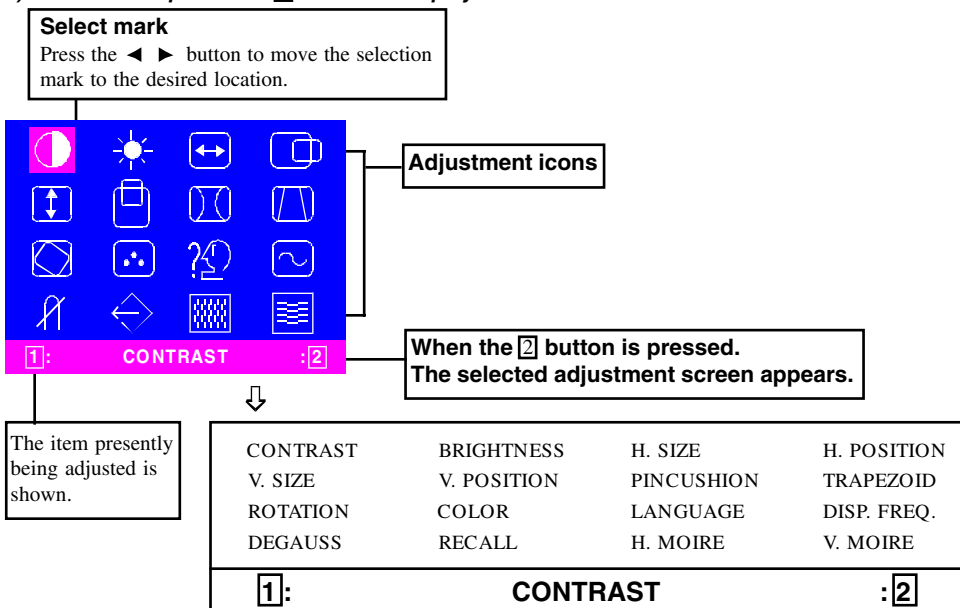 Select mark
Press the ◄ ► button to move the selection
mark to the desired location.
Adjustment icons
1: CONTRAST :2
When the 2 button is pressed.
The selected adjustment screen appears.
The item presently
being adjusted is
shown.
CONTRAST BRIGHTNESS H. SIZE H. POSITION
V. SIZE V. POSITION PINCUSHION TRAPEZOID
ROTATION COLOR LANGUAGE DISP. FREQ.
DEGAUSS RECALL H. MOIRE V. MOIRE
1: CONTRAST :2